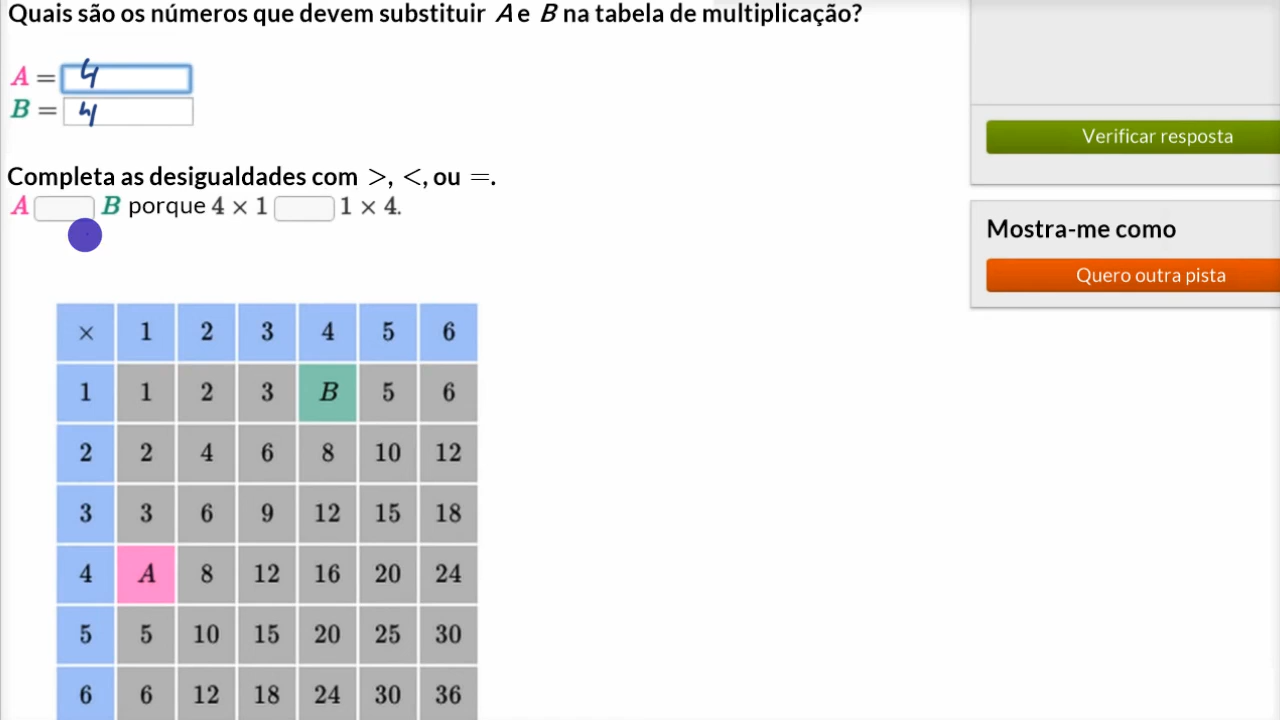 Quais são os números que devem substituir A e B na tabela de multiplicação?
A = 4
B = 4
Completa as desigualdades com >, <, ou =.
A B porque 4 × 1 1 × 4.
Verificar resposta
Mostra-me como
Quero outra pista
× 1 2 3 4 5 6
1 1 2 3 B 5 6
2 2 4 6 8 10 12
3 3 6 9 12 15 18
4 A 8 12 16 20 24
5 5 10 15 20 25 30
6 6 12 18 24 30 36